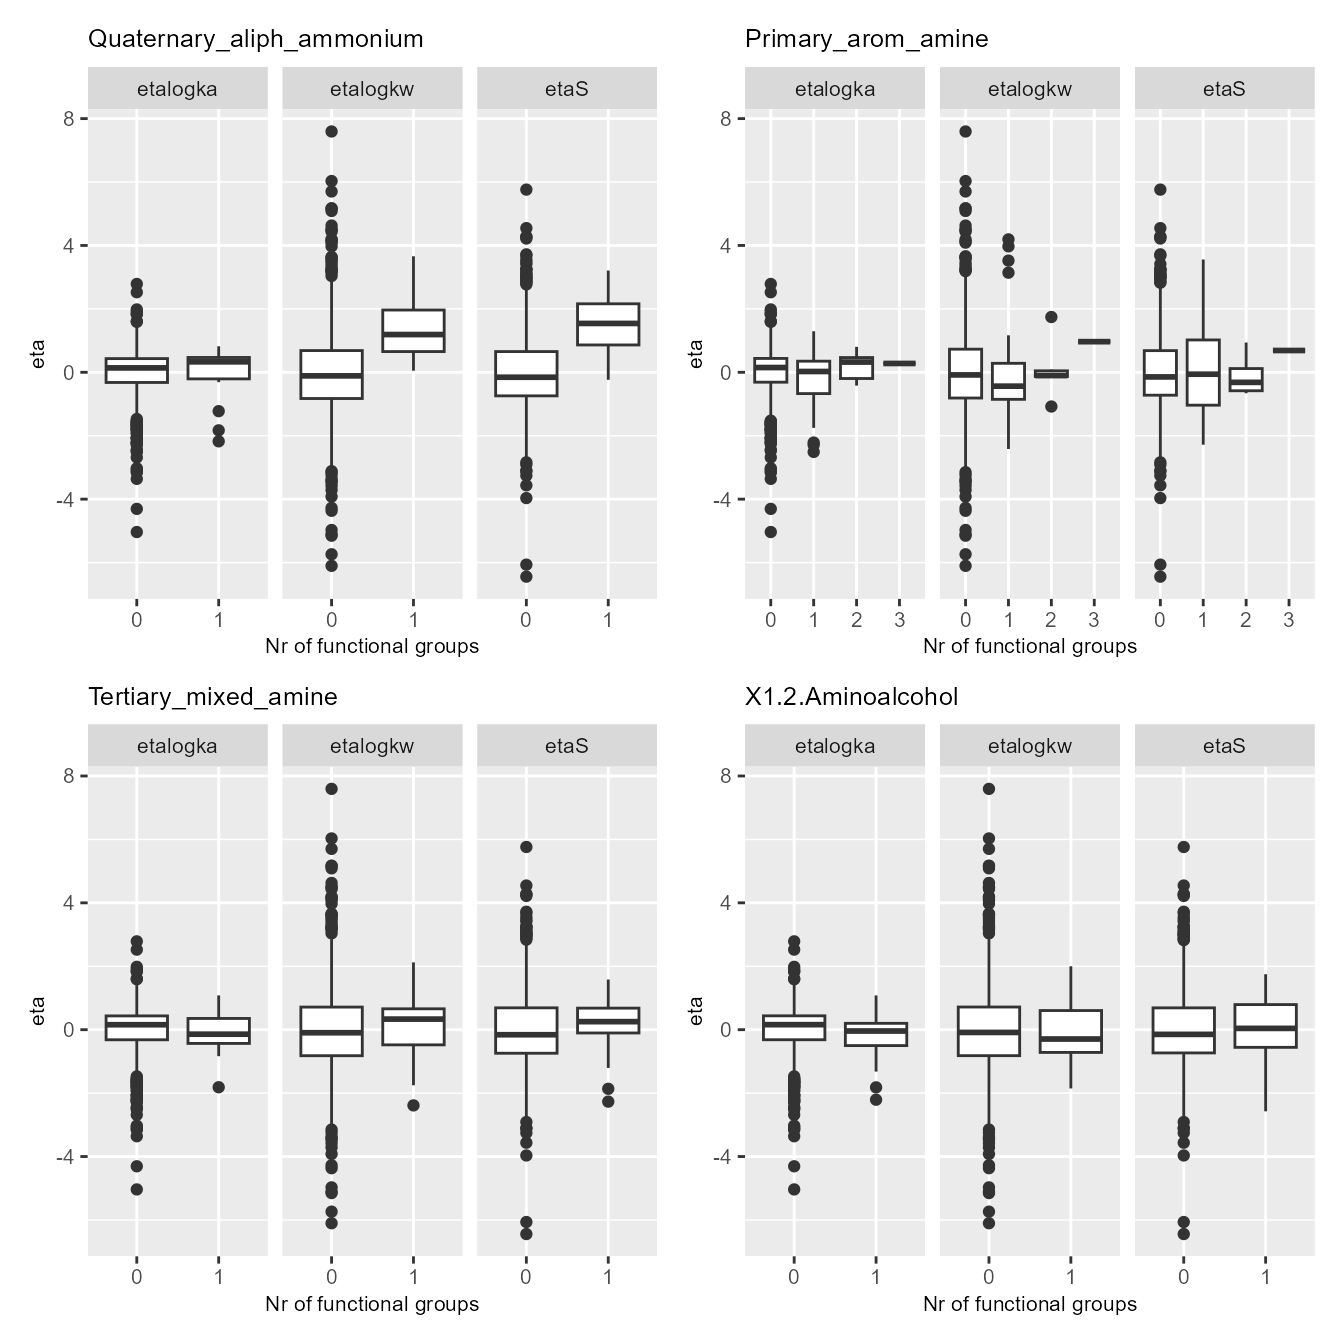 Quaternary_aliph_ammonium
etalogka etalogkw etaS
8
4
0
-4
eta
0 1 0 1 0 1
Nr of functional groups
Primary_arom_amine
etalogka etalogkw etaS
8
4
0
-4
eta
0 1 2 3 0 1 2 3 0 1 2 3
Nr of functional groups
Tertiary_mixed_amine
etalogka etalogkw etaS
8
4
0
-4
eta
0 1 0 1 0 1
Nr of functional groups
X1.2.Aminoalcohol
etalogka etalogkw etaS
8
4
0
-4
eta
0 1 0 1 0 1
Nr of functional groups